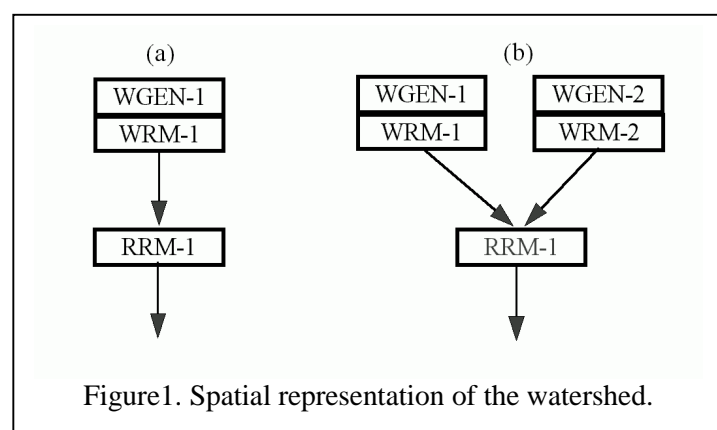 (a)
WGEN-1
WRM-1
RRM-1
(b)
WGEN-1
WRM-1
WGEN-2
WRM-2
RRM-1
Figure1. Spatial representation of the watershed.